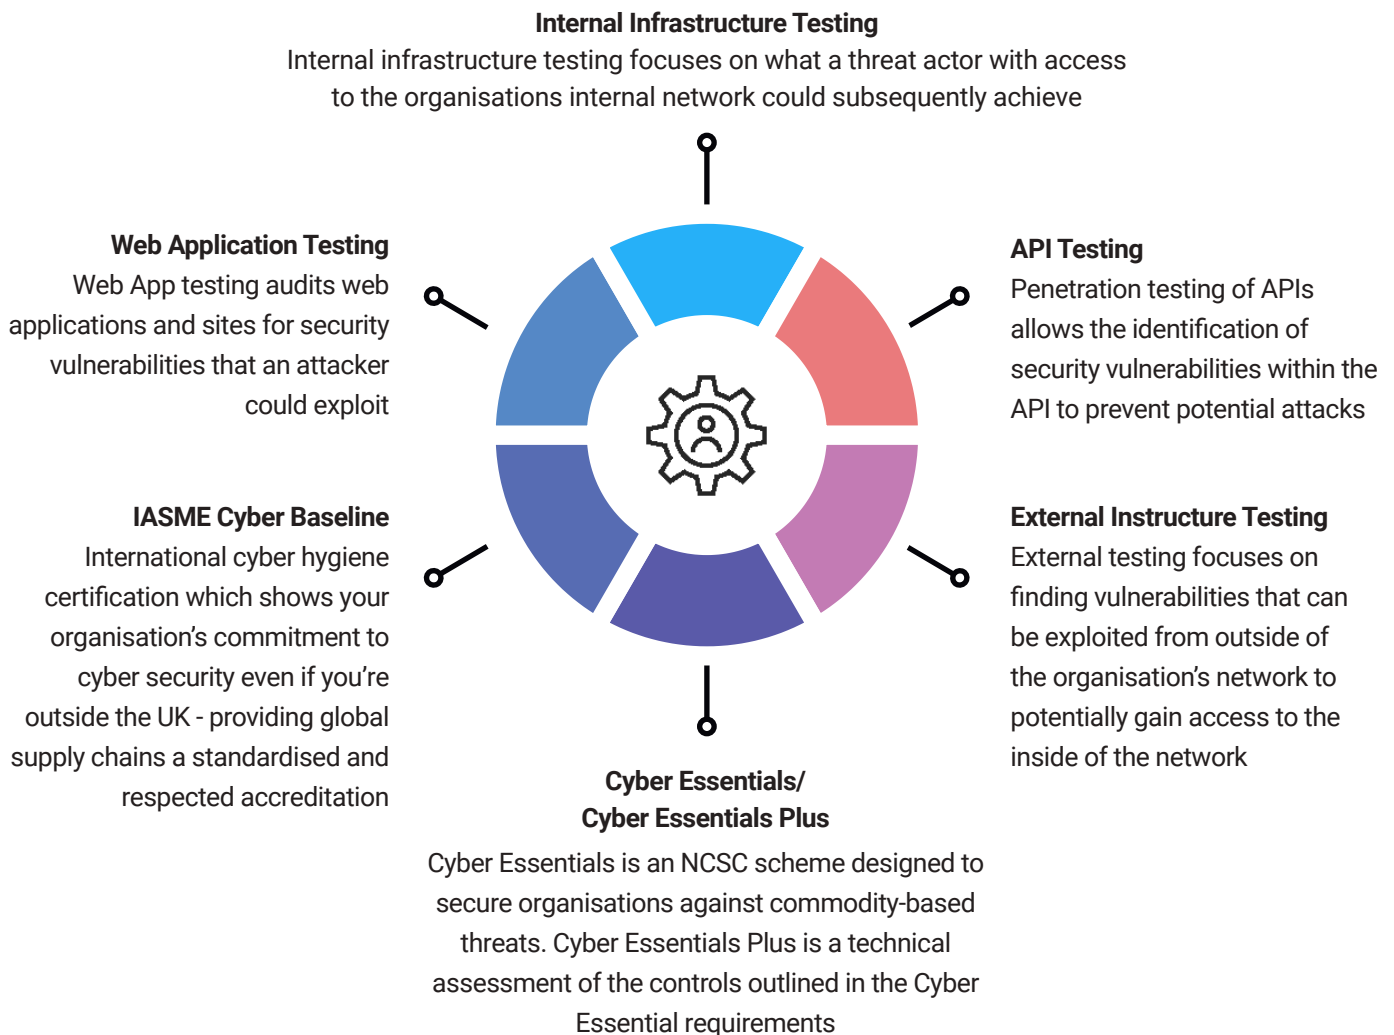 Internal Infrastructure Testing
Internal infrastructure testing focuses on what a threat actor with access
to the organisations internal network could subsequently achieve
Web Application Testing
Web App testing audits web
applications and sites for security
vulnerabilities that an attacker
could exploit
API Testing
Penetration testing of APIs
allows the identification of
security vulnerabilities within the
API to prevent potential attacks
IASME Cyber Baseline
International cyber hygiene
certification which shows your
organisation’s commitment to
cyber security even if you’re
outside the UK - providing global
supply chains a standardised and
respected accreditation
External Instructure Testing
External testing focuses on
finding vulnerabilities that can
be exploited from outside of
the organisation’s network to
potentially gain access to the
inside of the network
Cyber Essentials/
Cyber Essentials Plus
Cyber Essentials is an NCSC scheme designed to
secure organisations against commodity-based
threats. Cyber Essentials Plus is a technical
assessment of the controls outlined in the Cyber
Essential requirements